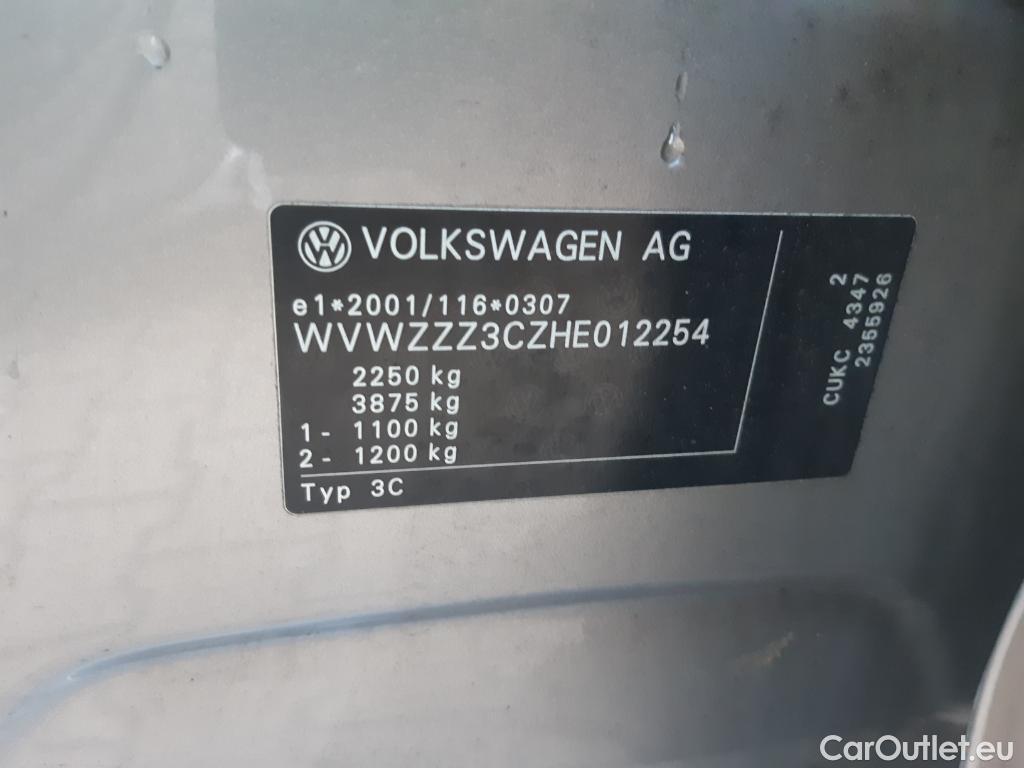 VOLKSWAGEN AG
e1*2001/116*0307
WVWZZZ3CZHE012254
2250 kg
3875 kg
1- 1100 kg
2- 1200 kg
Typ 3C
CUKC 4347 2
2355926
CarOutlet.eu